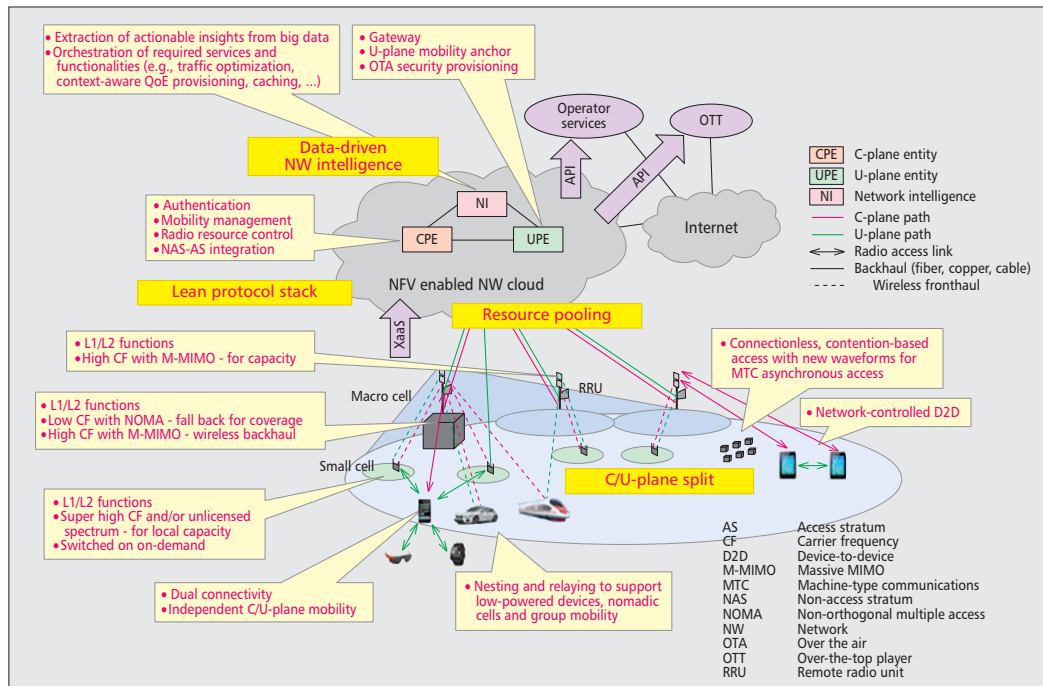 • Extraction of actionable insights from big data
• Orchestration of required services and
functionalities (e.g., traffic optimization,
context-aware QoE provisioning, caching, ...)
• Gateway
• U-plane mobility anchor
• OTA security provisioning
Operator
services
OTT
Data-driven
NW intelligence
API
API
CPE
C-plane entity
UPE
U-plane entity
NI
Network intelligence
C-plane path
U-plane path
Radio access link
Backhaul (fiber, copper, cable)
Wireless fronthaul
NI
• Authentication
• Mobility management
• Radio resource control
• NAS-AS integration
CPE
UPE
Internet
Lean protocol stack
NFV enabled NW cloud
Resource pooling
XaaS
• L1/L2 functions
• High CF with M-MIMO - for capacity
• Connectionless, contention-based
access with new waveforms for
MTC asynchronous access
Macro cell
RRU
• L1/L2 functions
• Low CF with NOMA - fall back for coverage
• High CF with M-MIMO - wireless backhaul
• Network-controlled D2D
Small cell
C/U-plane split
• L1/L2 functions
• Super high CF and/or unlicensed
spectrum - for local capacity
• Switched on on-demand
• Dual connectivity
• Independent C/U-plane mobility
• Nesting and relaying to support
low-powered devices, nomadic
cells and group mobility
AS Access stratum
CF Carrier frequency
D2D Device-to-device
M-MIMO Massive MIMO
MTC Machine-type communications
NAS Non-access stratum
NOMA Non-orthogonal multiple access
NW Network
OTA Over the air
OTT Over-the-top player
RRU Remote radio unit